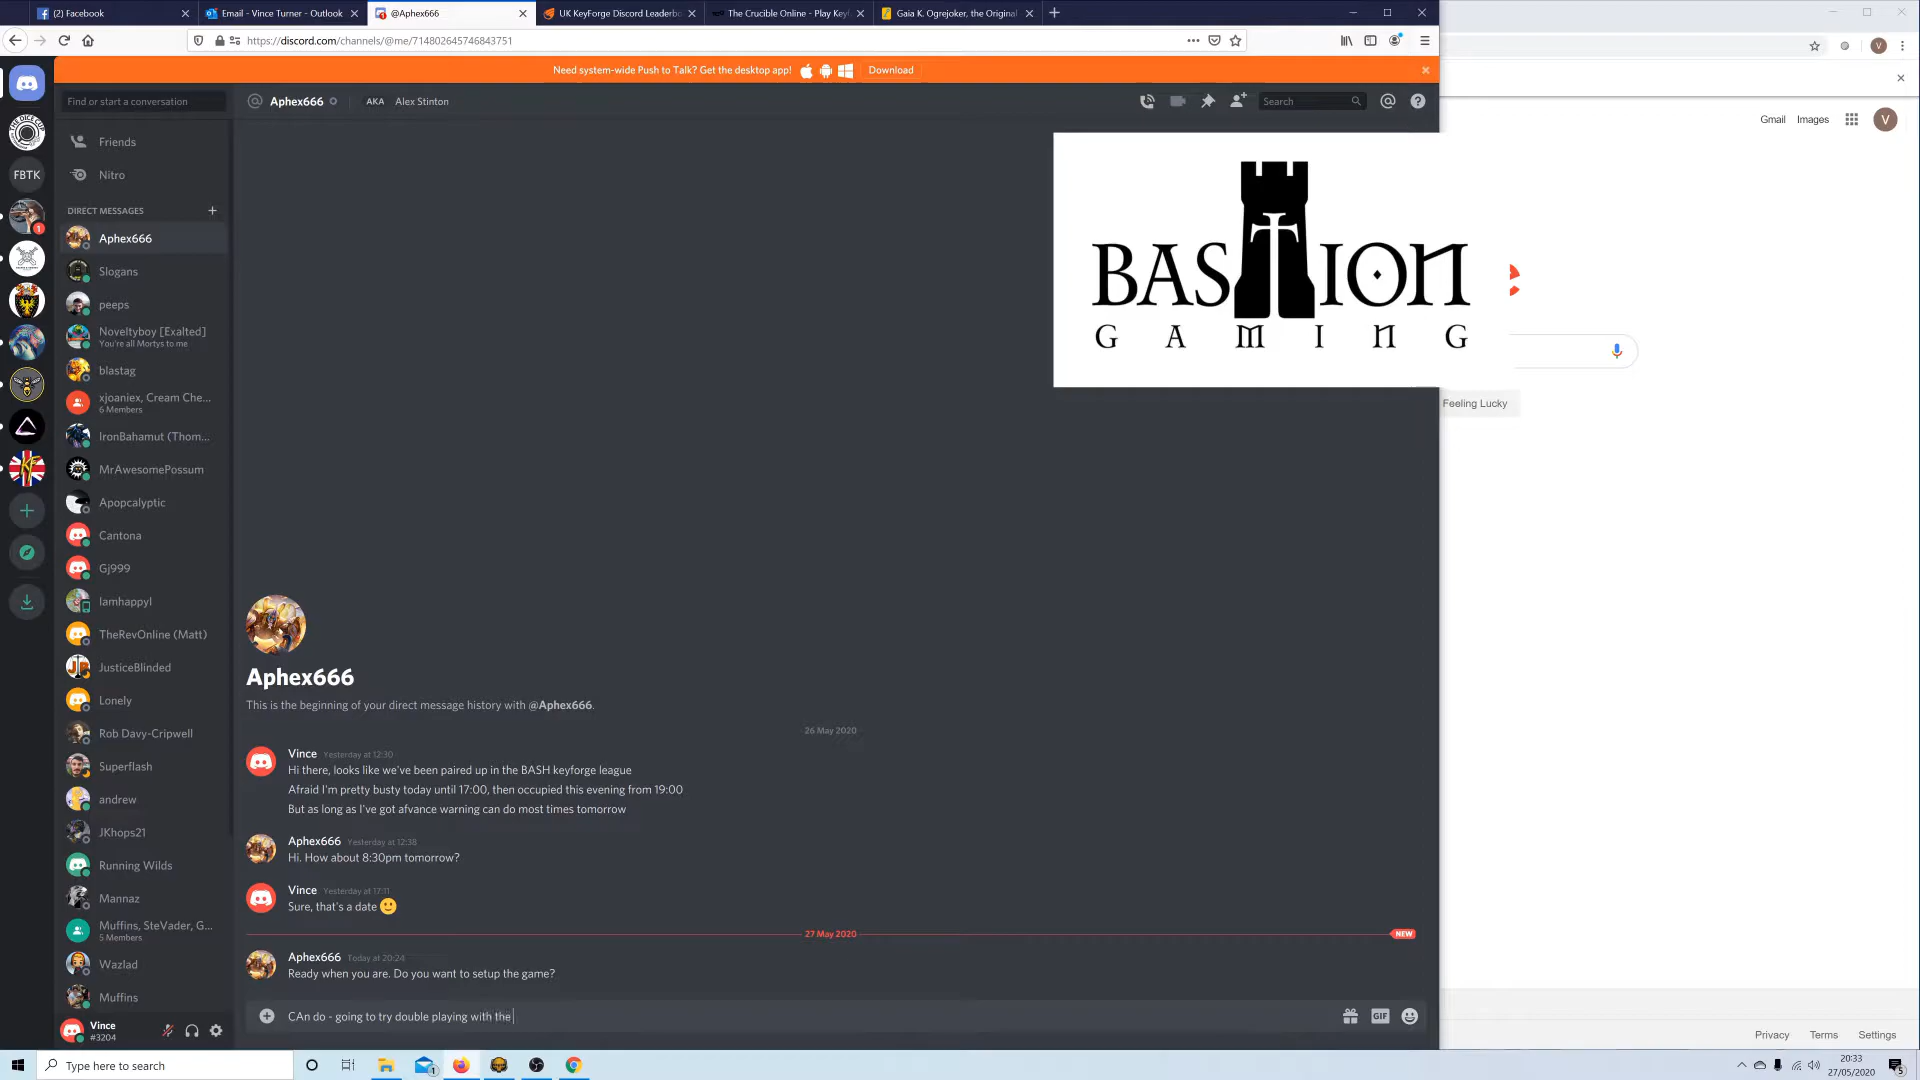 (2) Facebook
Email - Vince Turner - Outlook
@Aphex666
UK KeyForge Discord Leaderbo
The Crucible Online - Play Key
Gaia K. Ogrejoker, the Original
https://discord.com/channels/@me/714802645746843751
Need system-wide Push to Talk? Get the desktop app!
Download
Find or start a conversation
Aphex666
AKA
Alex Stinton
Search
Gmail
Images
V
Friends
Nitro
DIRECT MESSAGES
THE DICE CUP
FBTK
1
KF
Aphex666
Slogans
peeps
Noveltyboy [Exalted]
You're all Mortys to me
blastag
xjoaniex, Cream Che...
6 Members
IronBahamut (Thom...
MrAwesomePossum
Apopcalyptic
Cantona
Gj999
Iamhappyl
TheRevOnline (Matt)
JusticeBlinded
Lonely
Rob Davy-Cripwell
Superflash
andrew
JKhops21
Running Wilds
Mannaz
Muffins, SteVader, G...
5 Members
Wazlad
Muffins
Vince
#3204
BASTION
GAMING
Feeling Lucky
Aphex666
This is the beginning of your direct message history with @Aphex666.
26 May 2020
Vince Yesterday at 12:30
Hi there, looks like we've been paired up in the BASH keyforge league
Afraid I'm pretty busty today until 17:00, then occupied this evening from 19:00
But as long as I've got afvance warning can do most times tomorrow
Aphex666 Yesterday at 12:38
Hi. How about 8:30pm tomorrow?
Vince Yesterday at 17:11
Sure, that's a date
27 May 2020
NEW
Aphex666 Today at 20:24
Ready when you are. Do you want to setup the game?
CAn do - going to try double playing with the
GIF
Privacy
Terms
Settings
Type here to search
1
20:33
27/05/2020
5